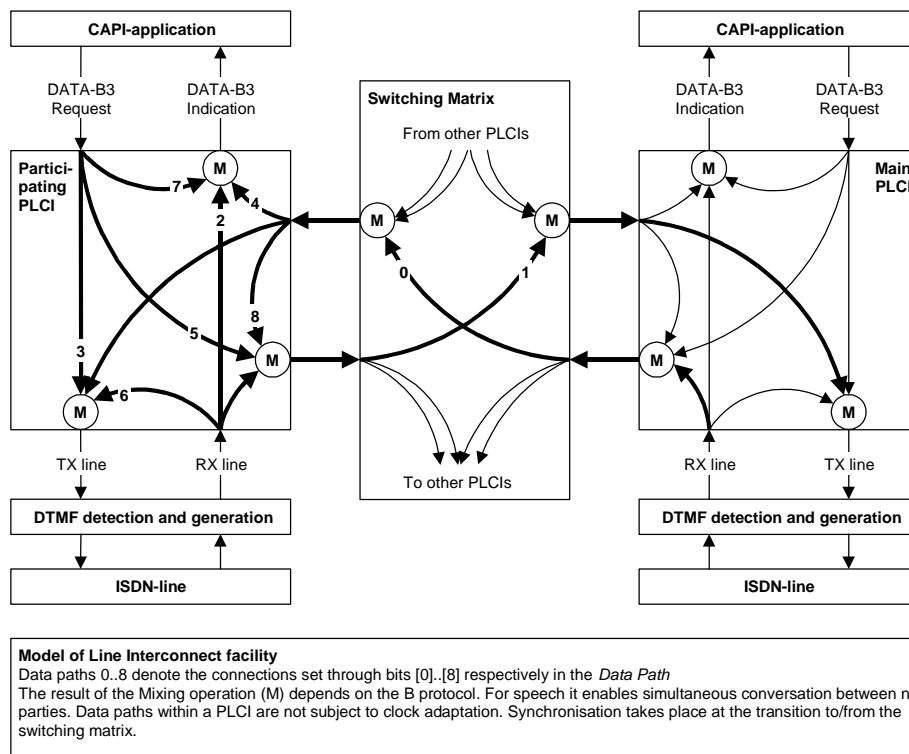 CAPI-application
CAPI-application
DATA-B3
Request
DATA-B3
Indication
Switching Matrix
DATA-B3
Indication
DATA-B3
Request
From other PLCIs
Partici-
pating
PLCI
M
7
4
2
M
M
0
1
M
Main
PLCI
8
5
3
6
M
M
M
M
TX line
RX line
To other PLCIs
RX line
TX line
DTMF detection and generation
DTMF detection and generation
ISDN-line
ISDN-line
Model of Line Interconnect facility
Data paths 0..8 denote the connections set through bits [0]..[8] respectively in the Data Path
The result of the Mixing operation (M) depends on the B protocol. For speech it enables simultaneous conversation between n
parties. Data paths within a PLCI are not subject to clock adaptation. Synchronisation takes place at the transition to/from the
switching matrix.